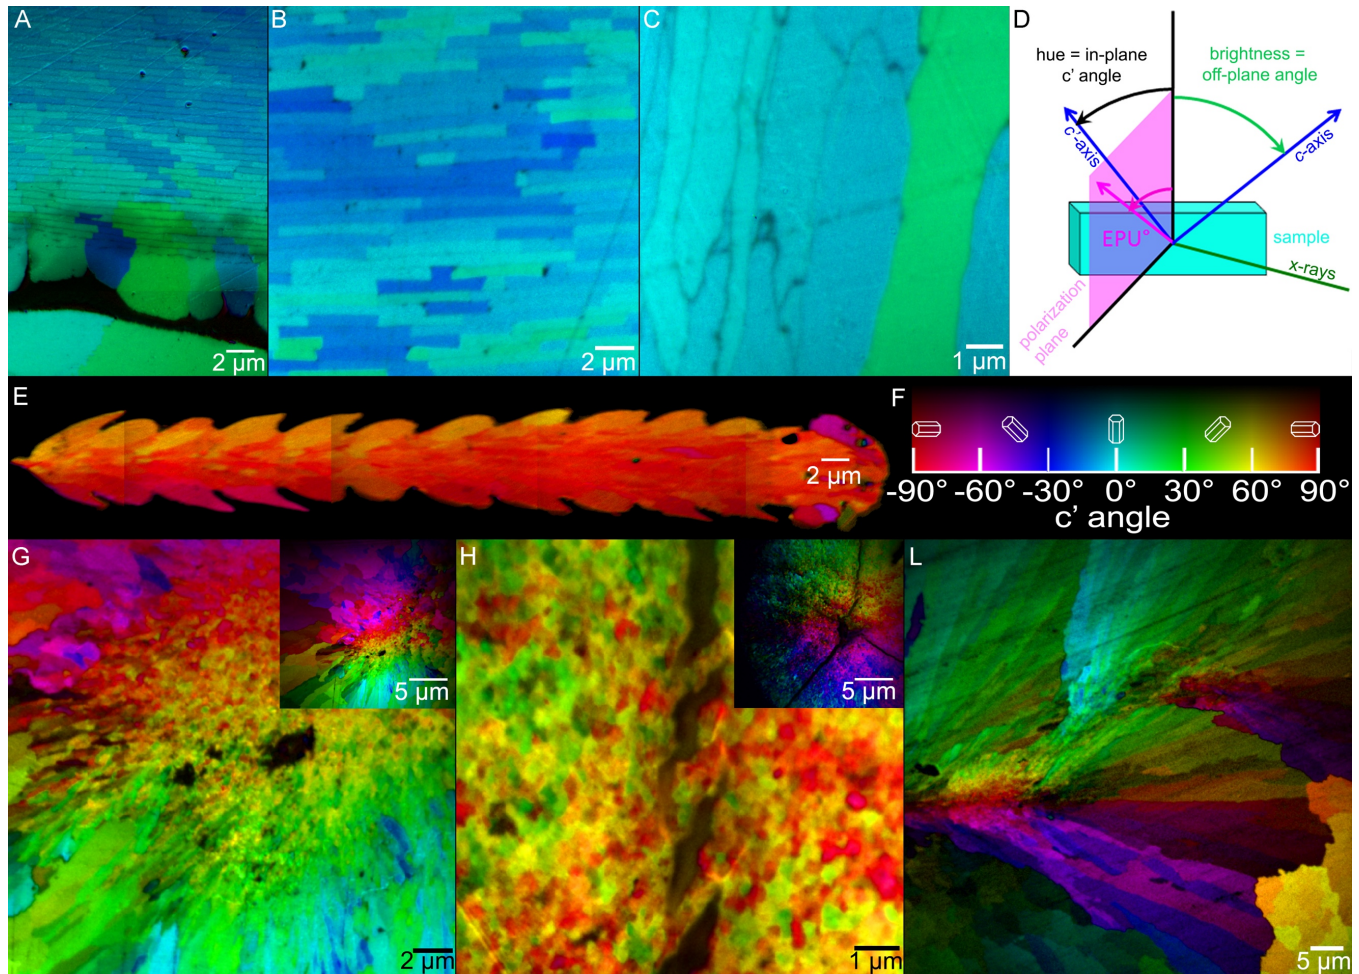 A
2 µm
B
2 µm
C
1 µm
D
hue = in-plane
c' angle
brightness =
off-plane angle
c'-axis
c-axis
EPU°
sample
x-rays
polarization
plane
E
2 µm
F
-90° -60° -30° 0° 30° 60° 90°
c' angle
G
5 µm
2 µm
H
5 µm
1 µm
L
5 µm